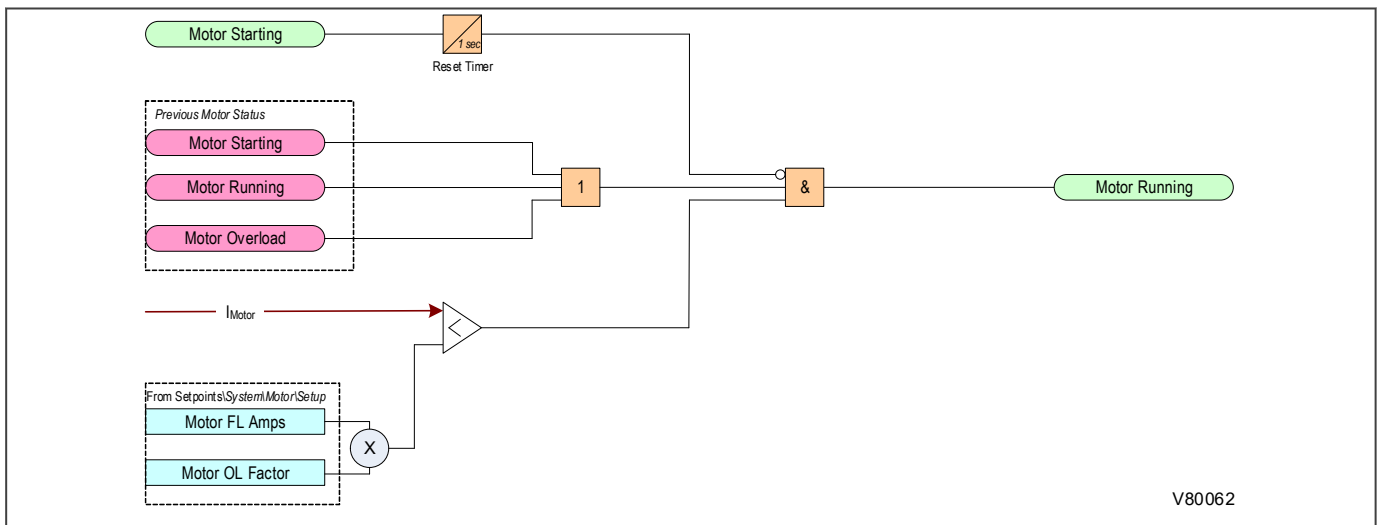 Motor Starting
1 sec
Reset Timer
Previous Motor Status
Motor Starting
Motor Running
1
&
Motor Running
Motor Overload
IMotor
<
From Setpoints\System\Motor\Setup
Motor FL Amps
X
Motor OL Factor
V80062